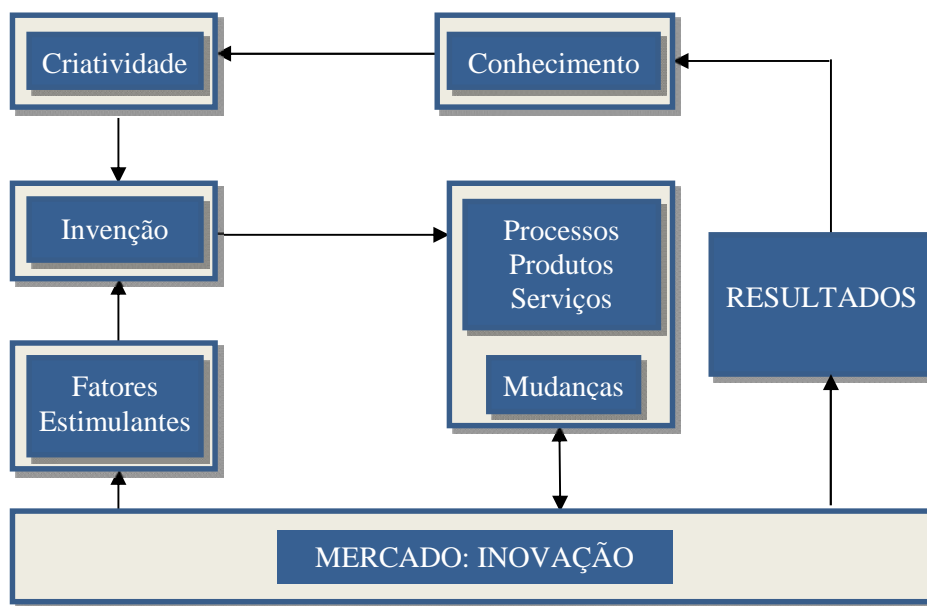 Criatividade
Conhecimento
Invenção
Processos
Produtos
Serviços
RESULTADOS
Fatores
Estimulantes
Mudanças
MERCADO: INOVAÇÃO